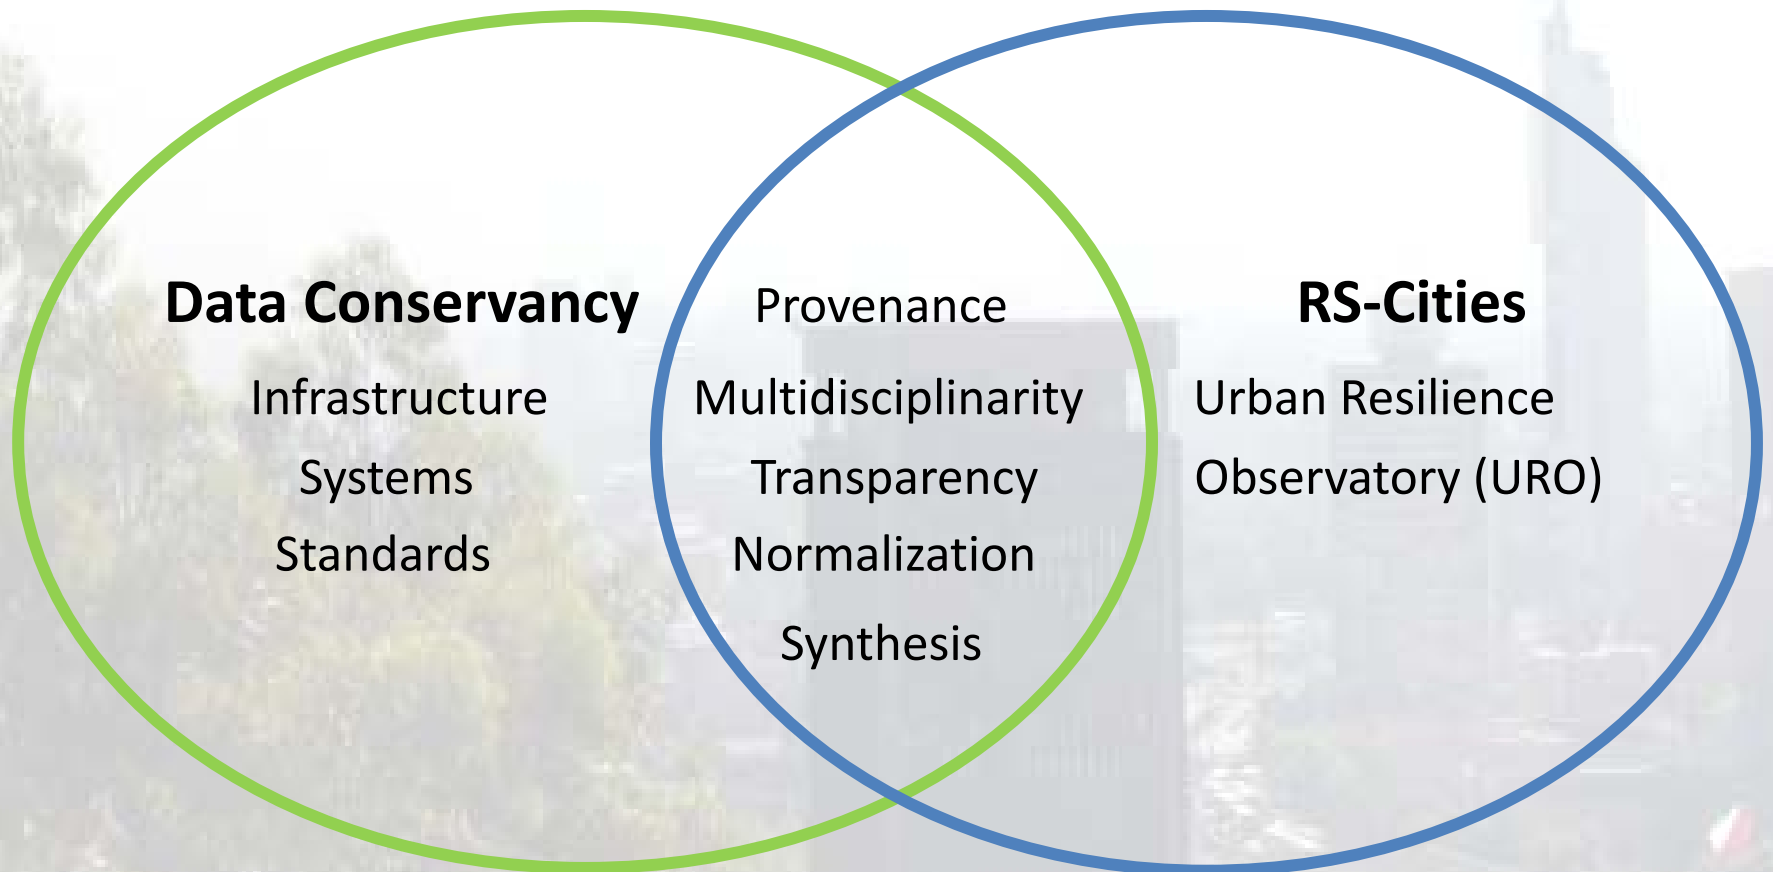 Data Conservancy
Infrastructure
Systems
Standards
Provenance
Multidisciplinarity
Transparency
Normalization
Synthesis
RS-Cities
Urban Resilience
Observatory (URO)